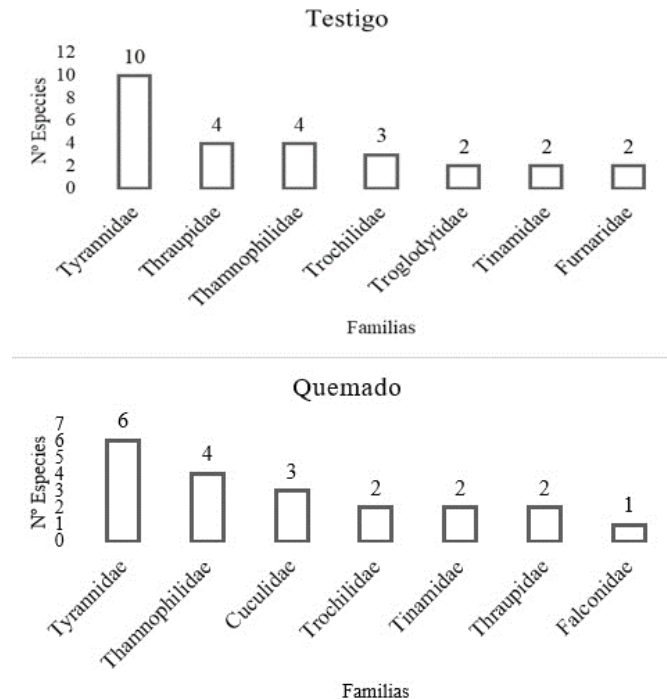 Testigo
Nº Especies
12
10
8
6
4
2
0
10
4
4
3
2
2
2
Tyrannidae
Thraupidae
Thamnophilidae
Trochilidae
Troglodytidae
Tinamidae
Furnaridae
Familias
Quemado
Nº Especies
7
6
5
4
3
2
1
0
6
4
3
2
2
2
1
Tyrannidae
Thamnophilidae
Cuculidae
Trochilidae
Tinamidae
Thraupidae
Falconidae
Familias